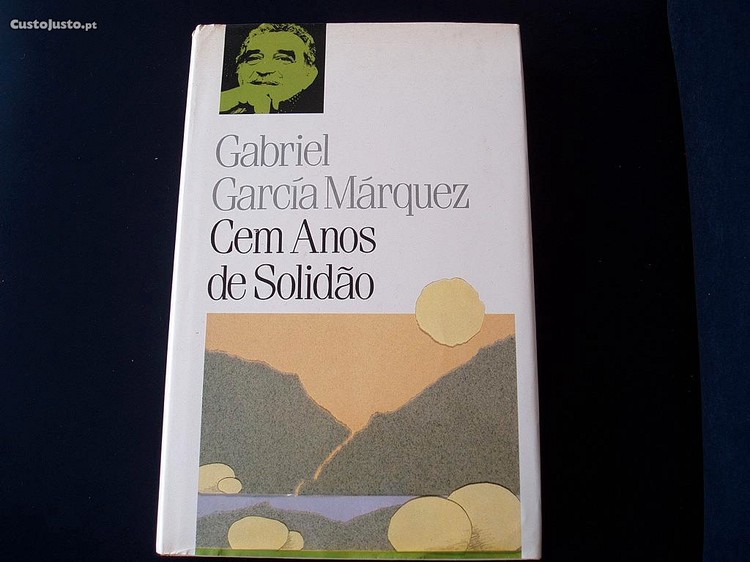 CustoJusto.pt
Gabriel
García Márquez
Cem Anos
de Solidão